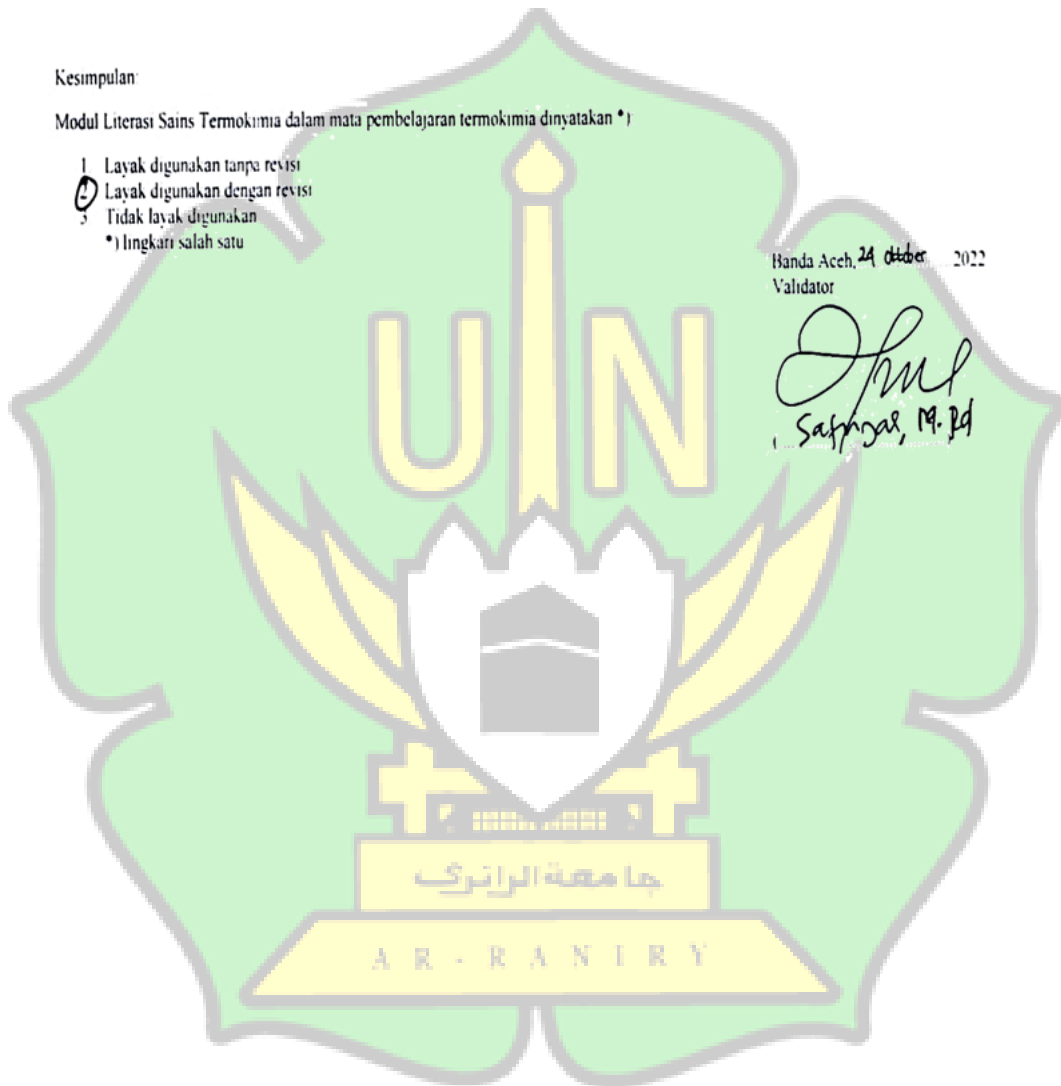 Kesimpulan:
Modul Literasi Sains Termokimia dalam mata pembelajaran termokimia dinyatakan *)
1 Layak digunakan tanpa revisi
2 Layak digunakan dengan revisi
3 Tidak layak digunakan
*) lingkari salah satu
Banda Aceh, 24 oktober 2022
Validator
M.Pd
UIN
جامعة الرانري
AR-RANIRY